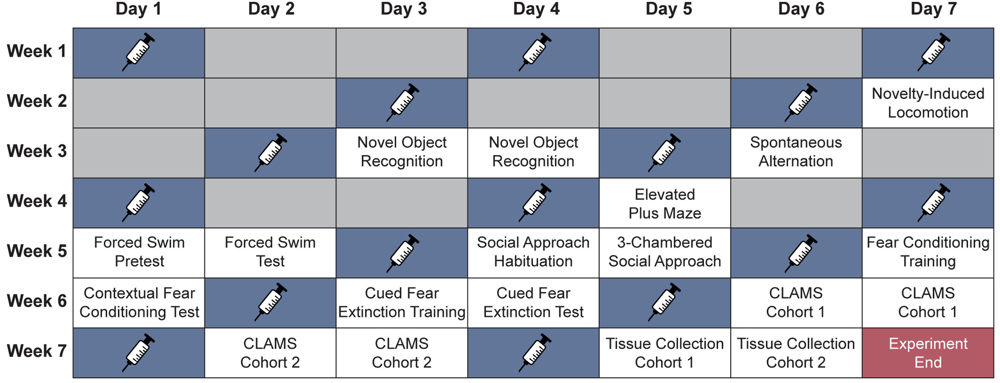 Day 1 Day 2 Day 3 Day 4 Day 5 Day 6 Day 7
Week 1
Week 2
Novelty-Induced
Locomotion
Week 3
Novel Object
Recognition
Novel Object
Recognition
Spontaneous
Alternation
Week 4
Elevated
Plus Maze
Week 5
Forced Swim
Pretest
Forced Swim
Test
Social Approach
Habituation
3-Chambered
Social Approach
Fear Conditioning
Training
Week 6
Contextual Fear
Conditioning Test
Cued Fear
Extinction Training
Cued Fear
Extinction Test
CLAMS
Cohort 1
CLAMS
Cohort 1
Week 7
CLAMS
Cohort 2
CLAMS
Cohort 2
Tissue Collection
Cohort 1
Tissue Collection
Cohort 2
Experiment
End